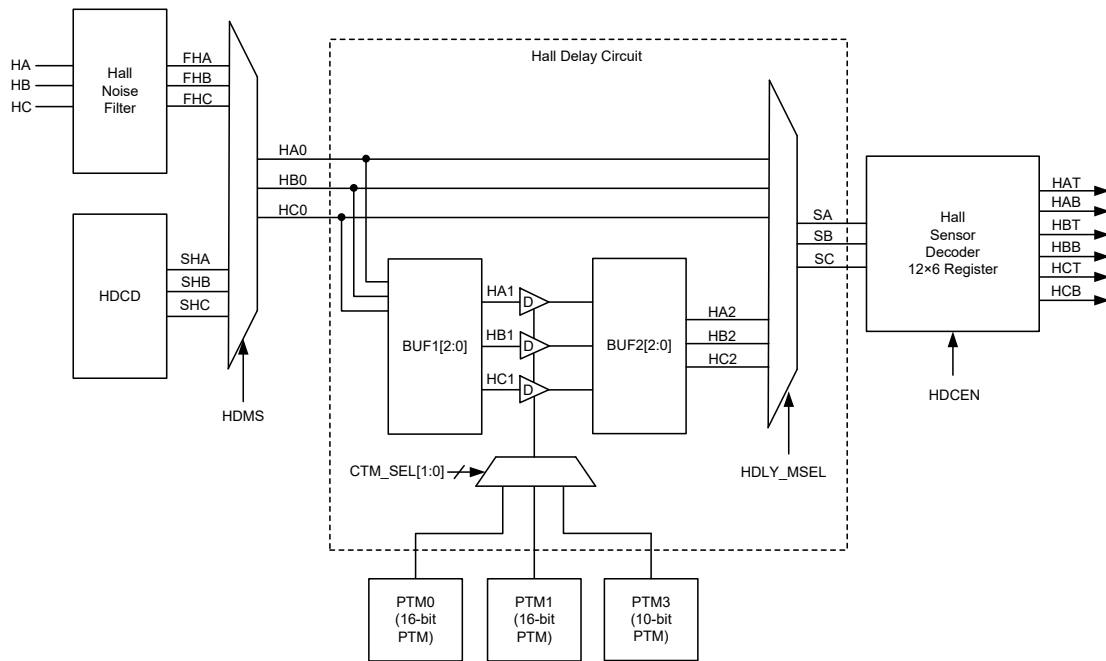 Hall Delay Circuit
HA
HB
HC
Hall
Noise
Filter
FHA
FHB
FHC
HA0
HB0
HC0
HDCD
SHA
SHB
SHC
HDMS
BUF1[2:0]
HA1
HB1
HC1
D
D
D
BUF2[2:0]
HA2
HB2
HC2
CTM_SEL[1:0]
HDLY_MSEL
SA
SB
SC
Hall
Sensor
Decoder
12×6 Register
HDCEN
HAT
HAB
HBT
HBB
HCT
HCB
PTM0
(16-bit
PTM)
PTM1
(16-bit
PTM)
PTM3
(10-bit
PTM)